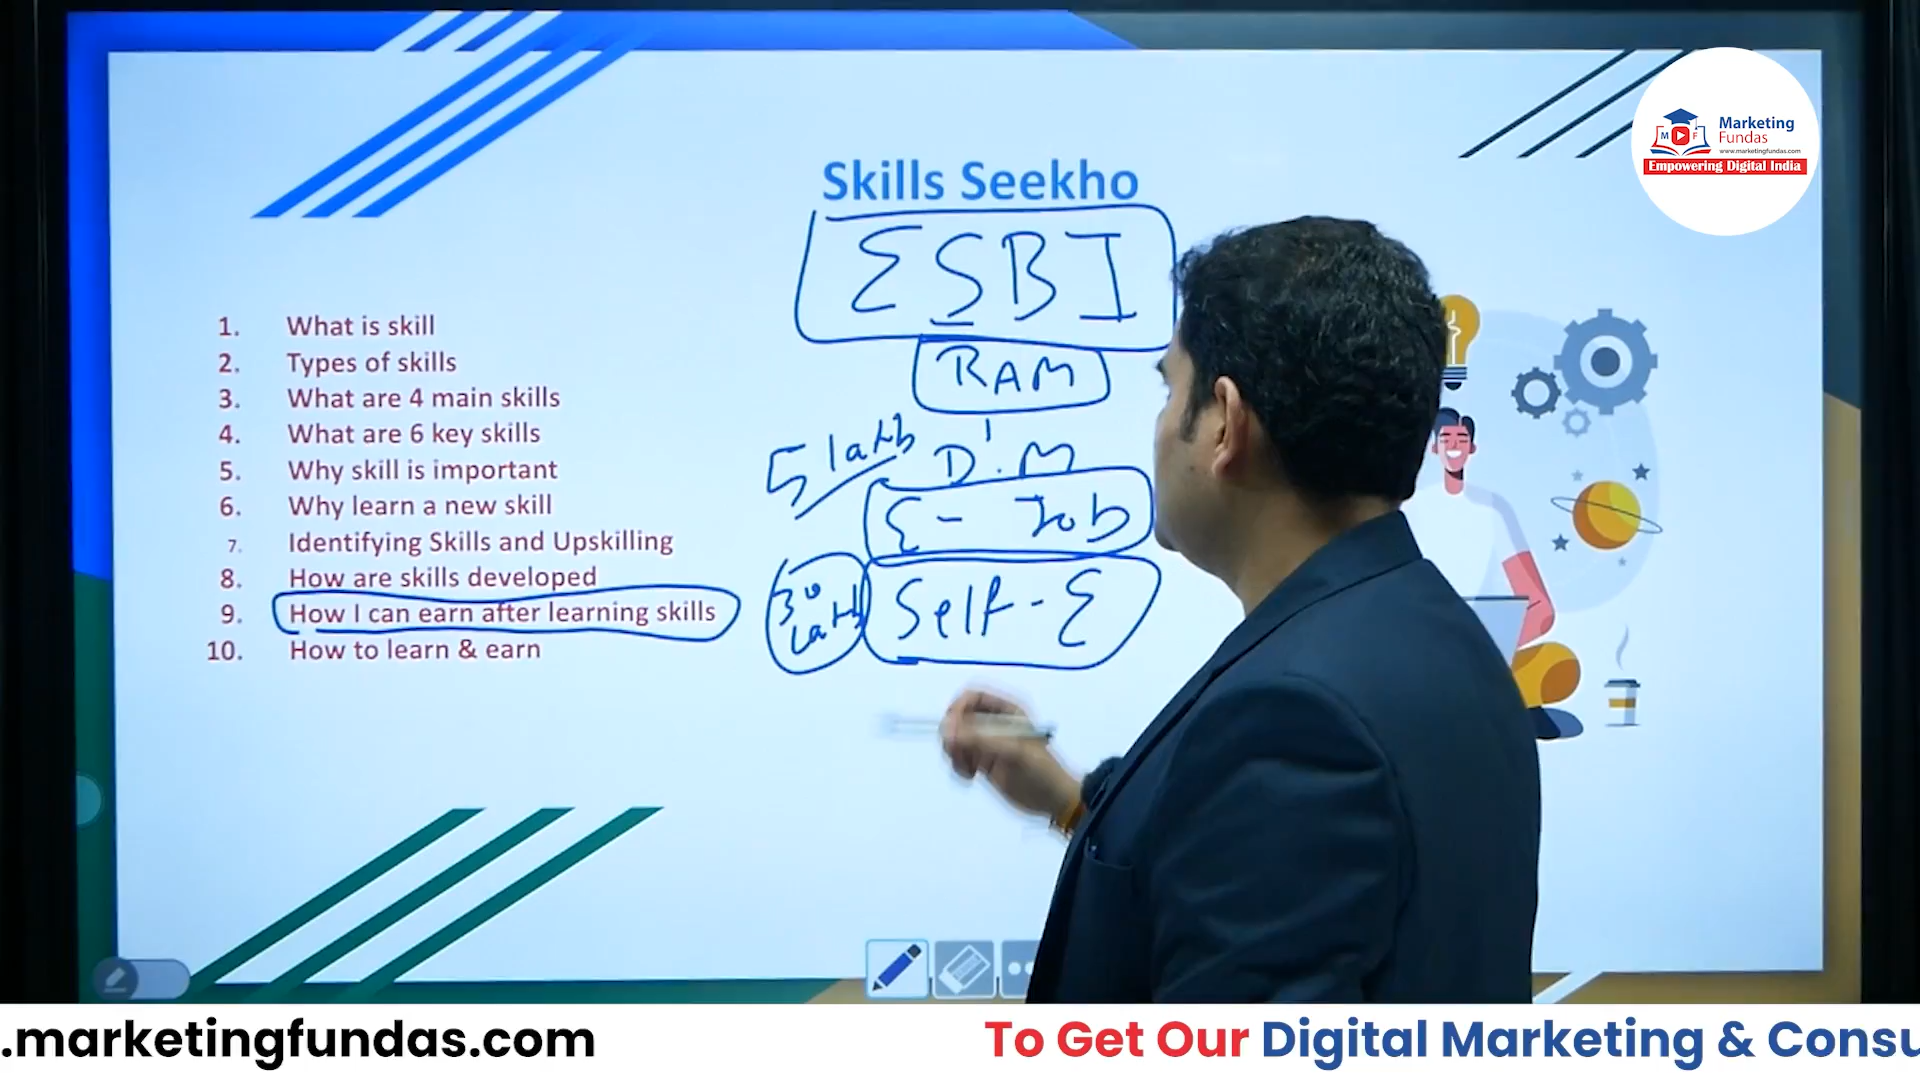 Marketing
Fundas
www.marketingfundas.com
M F
Empowering Digital India
Skills Seekho
ESBI
RAM
D.M
5 lakh
E - Job
30 lakh
Self - E
1. What is skill
2. Types of skills
3. What are 4 main skills
4. What are 6 key skills
5. Why skill is important
6. Why learn a new skill
7. Identifying Skills and Upskilling
8. How are skills developed
9. How I can earn after learning skills
10. How to learn & earn
.marketingfundas.com
To Get Our Digital Marketing & Consu